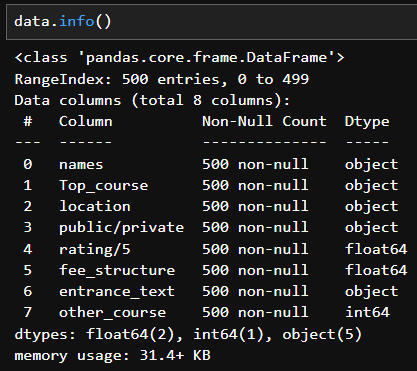 data.info()
<class 'pandas.core.frame.DataFrame'>
RangeIndex: 500 entries, 0 to 499
Data columns (total 8 columns):
 #   Column          Non-Null Count  Dtype
---  ------          --------------  -----
 0   names           500 non-null    object
 1   Top_course      500 non-null    object
 2   location        500 non-null    object
 3   public/private  500 non-null    object
 4   rating/5        500 non-null    float64
 5   fee_structure   500 non-null    float64
 6   entrance_text   500 non-null    object
 7   other_course    500 non-null    int64
dtypes: float64(2), int64(1), object(5)
memory usage: 31.4+ KB